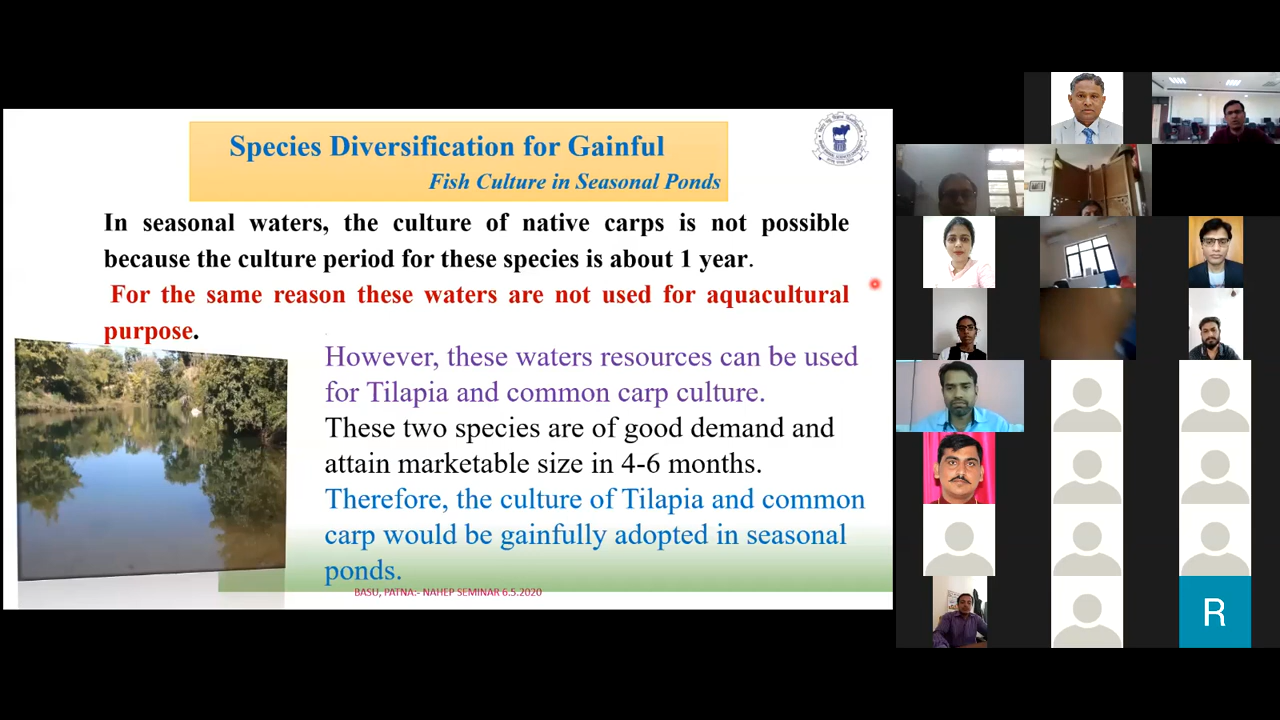 Species Diversification for Gainful
Fish Culture in Seasonal Ponds
In seasonal waters, the culture of native carps is not possible
because the culture period for these species is about 1 year.
For the same reason these waters are not used for aquacultural
purpose.
However, these waters resources can be used
for Tilapia and common carp culture.
These two species are of good demand and
attain marketable size in 4-6 months.
Therefore, the culture of Tilapia and common
carp would be gainfully adopted in seasonal
ponds.
BASU, PATNA:- NAHEP SEMINAR 6.5.2020
R